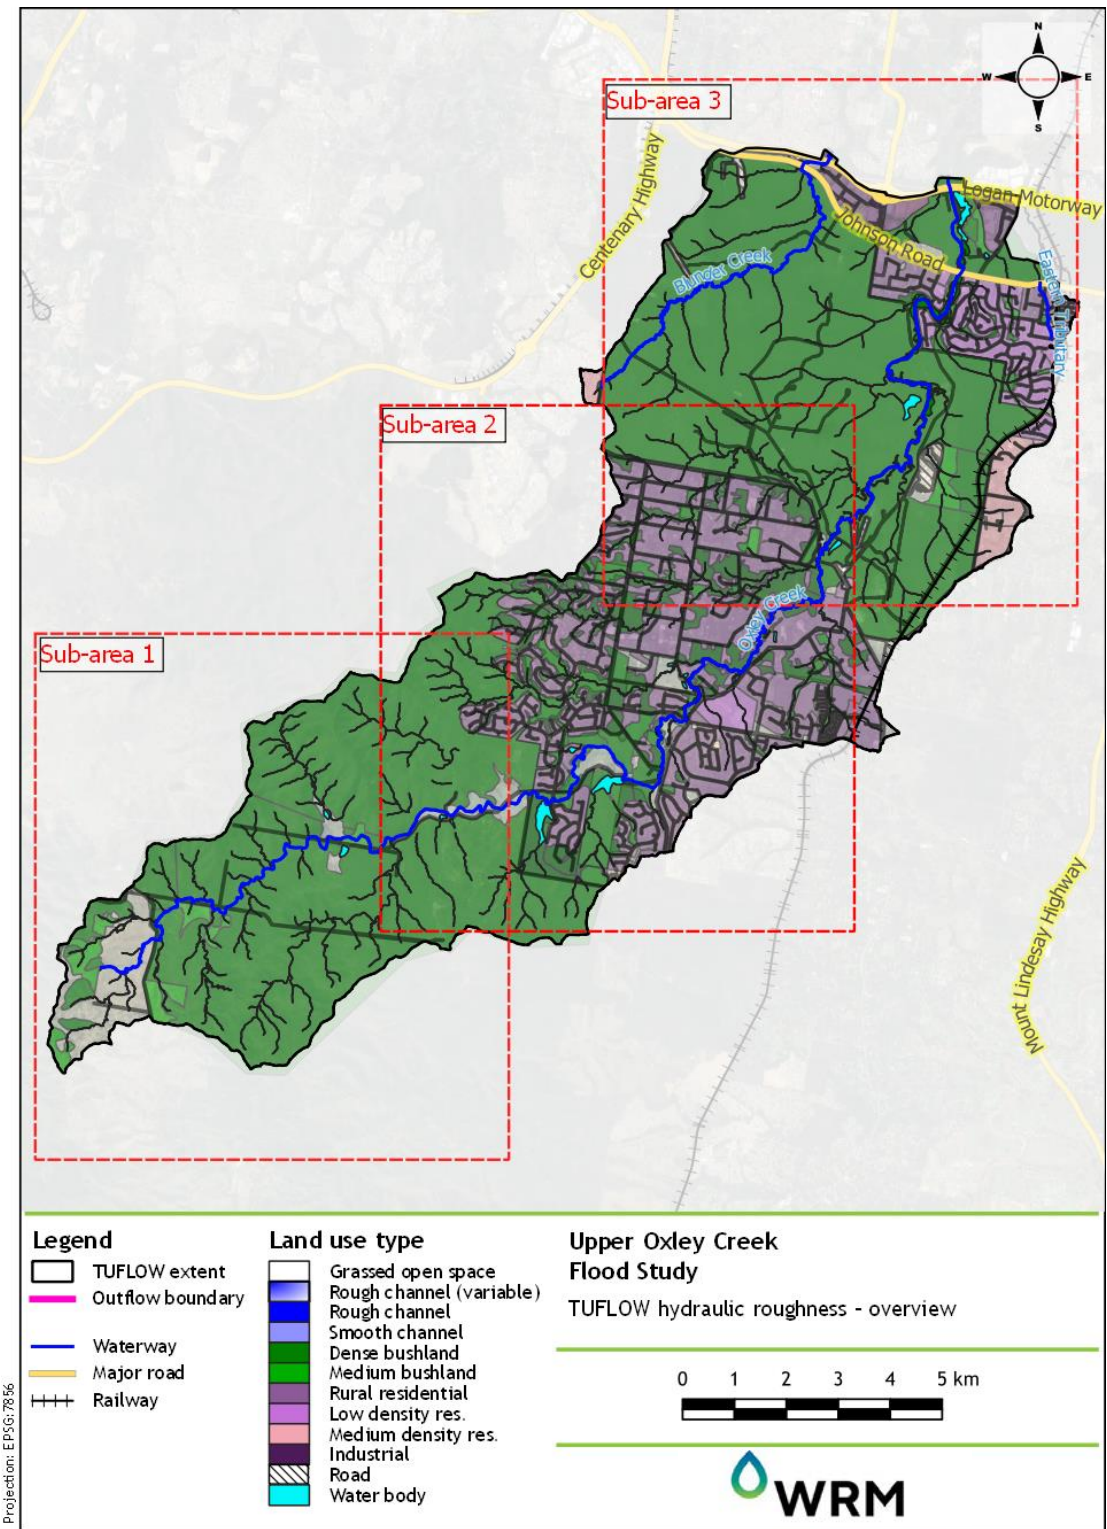 N
W E
S
Sub-area 3
Centenary Highway
Logan Motorway
Johnson Road
Blunder Creek
Eastern Tributary
Sub-area 2
Oxley Creek
Sub-area 1
Mount Lindesay Highway
Legend
TUFLOW extent
Outflow boundary
Waterway
Major road
Railway
Land use type
Grassed open space
Rough channel (variable)
Rough channel
Smooth channel
Dense bushland
Medium bushland
Rural residential
Low density res.
Medium density res.
Industrial
Road
Water body
Upper Oxley Creek
Flood Study
TUFLOW hydraulic roughness - overview
0 1 2 3 4 5 km
WRM
Projection: EPSG:7856